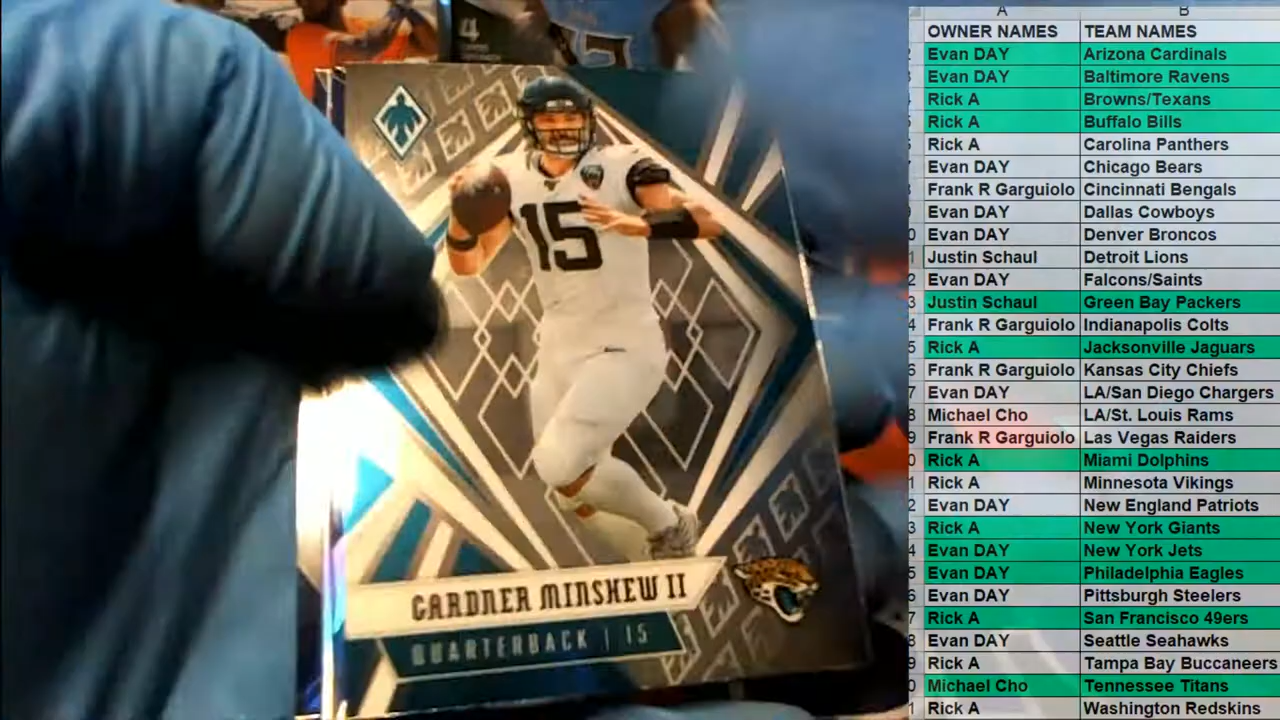 4
15
GARDNER MINSHEW II
QUARTERBACK | 15
A B
OWNER NAMES TEAM NAMES
Evan DAY Arizona Cardinals
Evan DAY Baltimore Ravens
Rick A Browns/Texans
Rick A Buffalo Bills
Rick A Carolina Panthers
Evan DAY Chicago Bears
Frank R Garguiolo Cincinnati Bengals
Evan DAY Dallas Cowboys
Evan DAY Denver Broncos
Justin Schaul Detroit Lions
Evan DAY Falcons/Saints
Justin Schaul Green Bay Packers
Frank R Garguiolo Indianapolis Colts
Rick A Jacksonville Jaguars
Frank R Garguiolo Kansas City Chiefs
Evan DAY LA/San Diego Chargers
Michael Cho LA/St. Louis Rams
Frank R Garguiolo Las Vegas Raiders
Rick A Miami Dolphins
Rick A Minnesota Vikings
Evan DAY New England Patriots
Rick A New York Giants
Evan DAY New York Jets
Evan DAY Philadelphia Eagles
Evan DAY Pittsburgh Steelers
Rick A San Francisco 49ers
Evan DAY Seattle Seahawks
Rick A Tampa Bay Buccaneers
Michael Cho Tennessee Titans
Rick A Washington Redskins